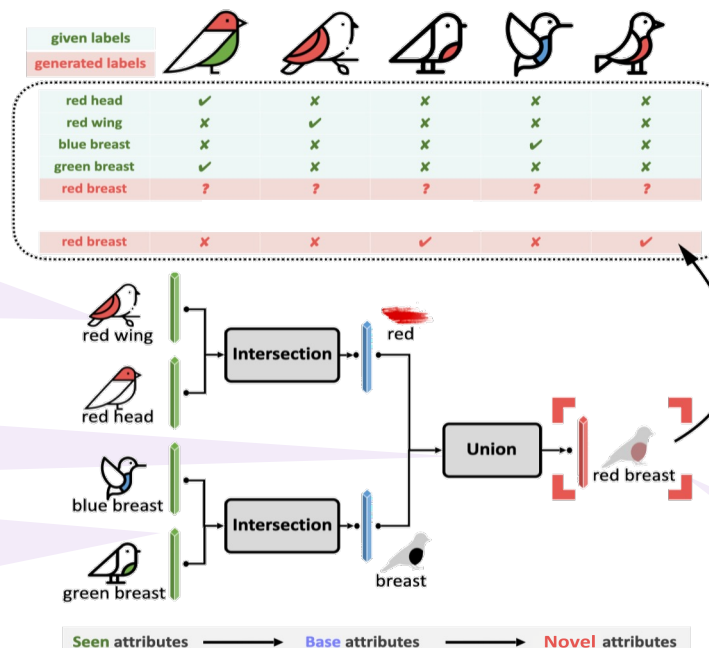 given labels
generated labels
red head ✔ ✘ ✘ ✘ ✘
red wing ✘ ✔ ✘ ✘ ✘
blue breast ✘ ✘ ✘ ✔ ✘
green breast ✔ ✘ ✘ ✘ ✘
red breast ? ? ? ? ?
red breast ✘ ✘ ✔ ✘ ✔
red wing
Intersection
red
red head
Union
red breast
blue breast
Intersection
green breast
breast
Seen attributes Base attributes Novel attributes